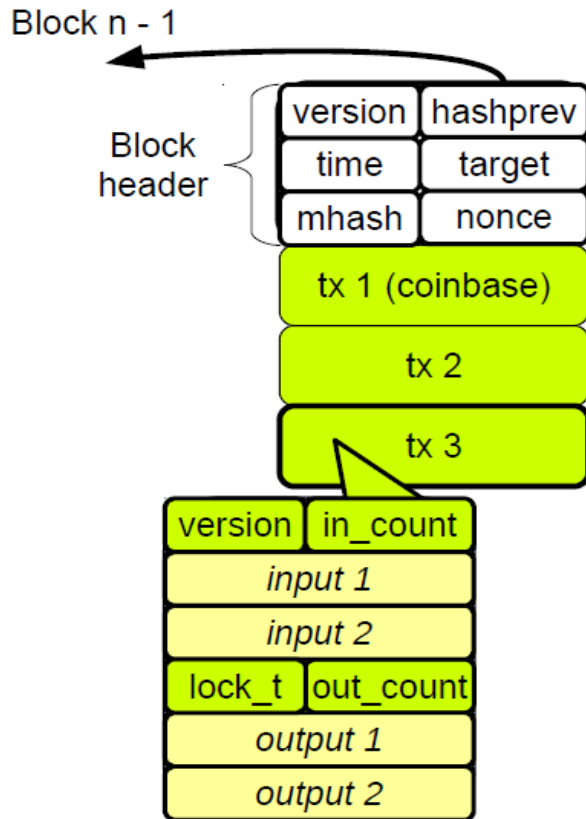 Block n - 1
Block
header
version hashprev
time target
mhash nonce
tx 1 (coinbase)
tx 2
tx 3
version in_count
input 1
input 2
lock_t out_count
output 1
output 2